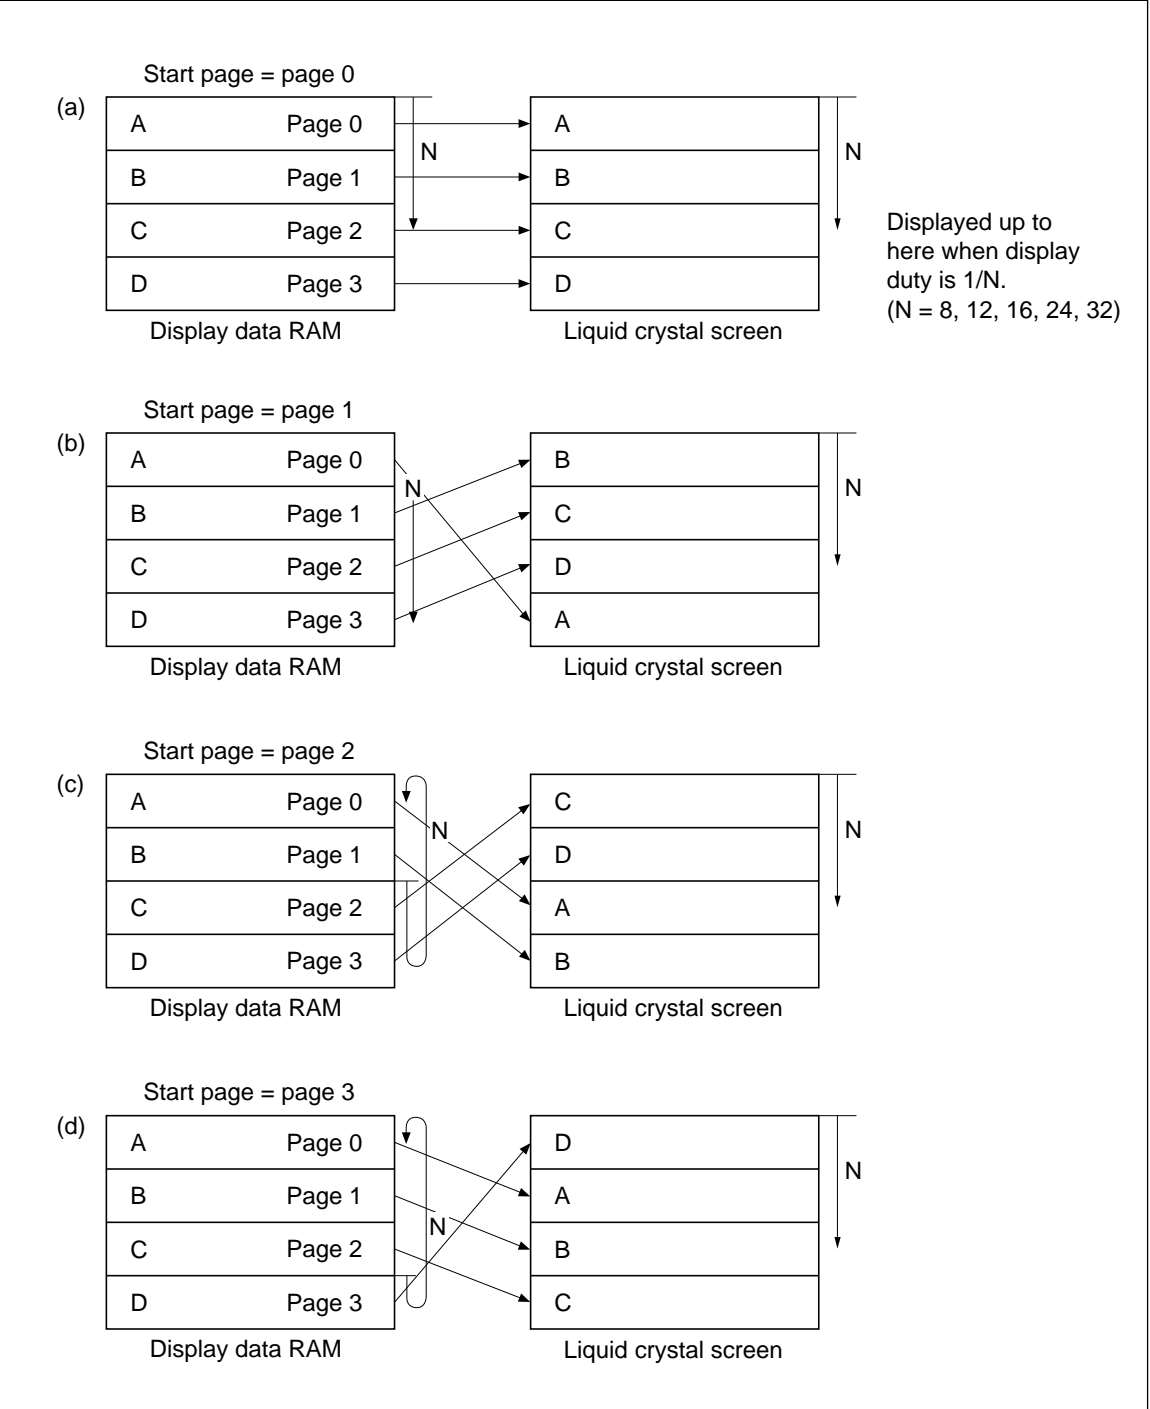 Start page = page 0
(a)
A Page 0
B Page 1
C Page 2
D Page 3
N
A
B
C
D
N
Display data RAM
Liquid crystal screen
Displayed up to
here when display
duty is 1/N.
(N = 8, 12, 16, 24, 32)
Start page = page 1
(b)
A Page 0
B Page 1
C Page 2
D Page 3
N
B
C
D
A
N
Display data RAM
Liquid crystal screen
Start page = page 2
(c)
A Page 0
B Page 1
C Page 2
D Page 3
N
C
D
A
B
N
Display data RAM
Liquid crystal screen
Start page = page 3
(d)
A Page 0
B Page 1
C Page 2
D Page 3
N
D
A
B
C
N
Display data RAM
Liquid crystal screen